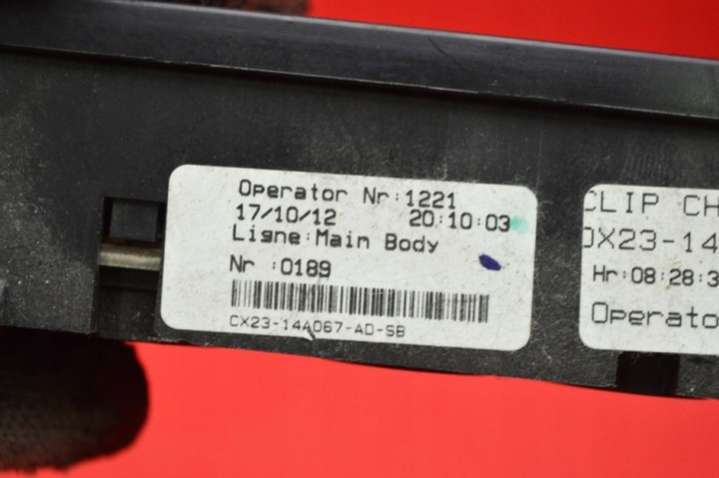 Operator Nr:1221
17/10/12 20:10:03
Ligne:Main Body
Nr :0189
CX23-14A067-AD-SB
CLIP CH
DX23-14
Hr:08:28:3
Operato